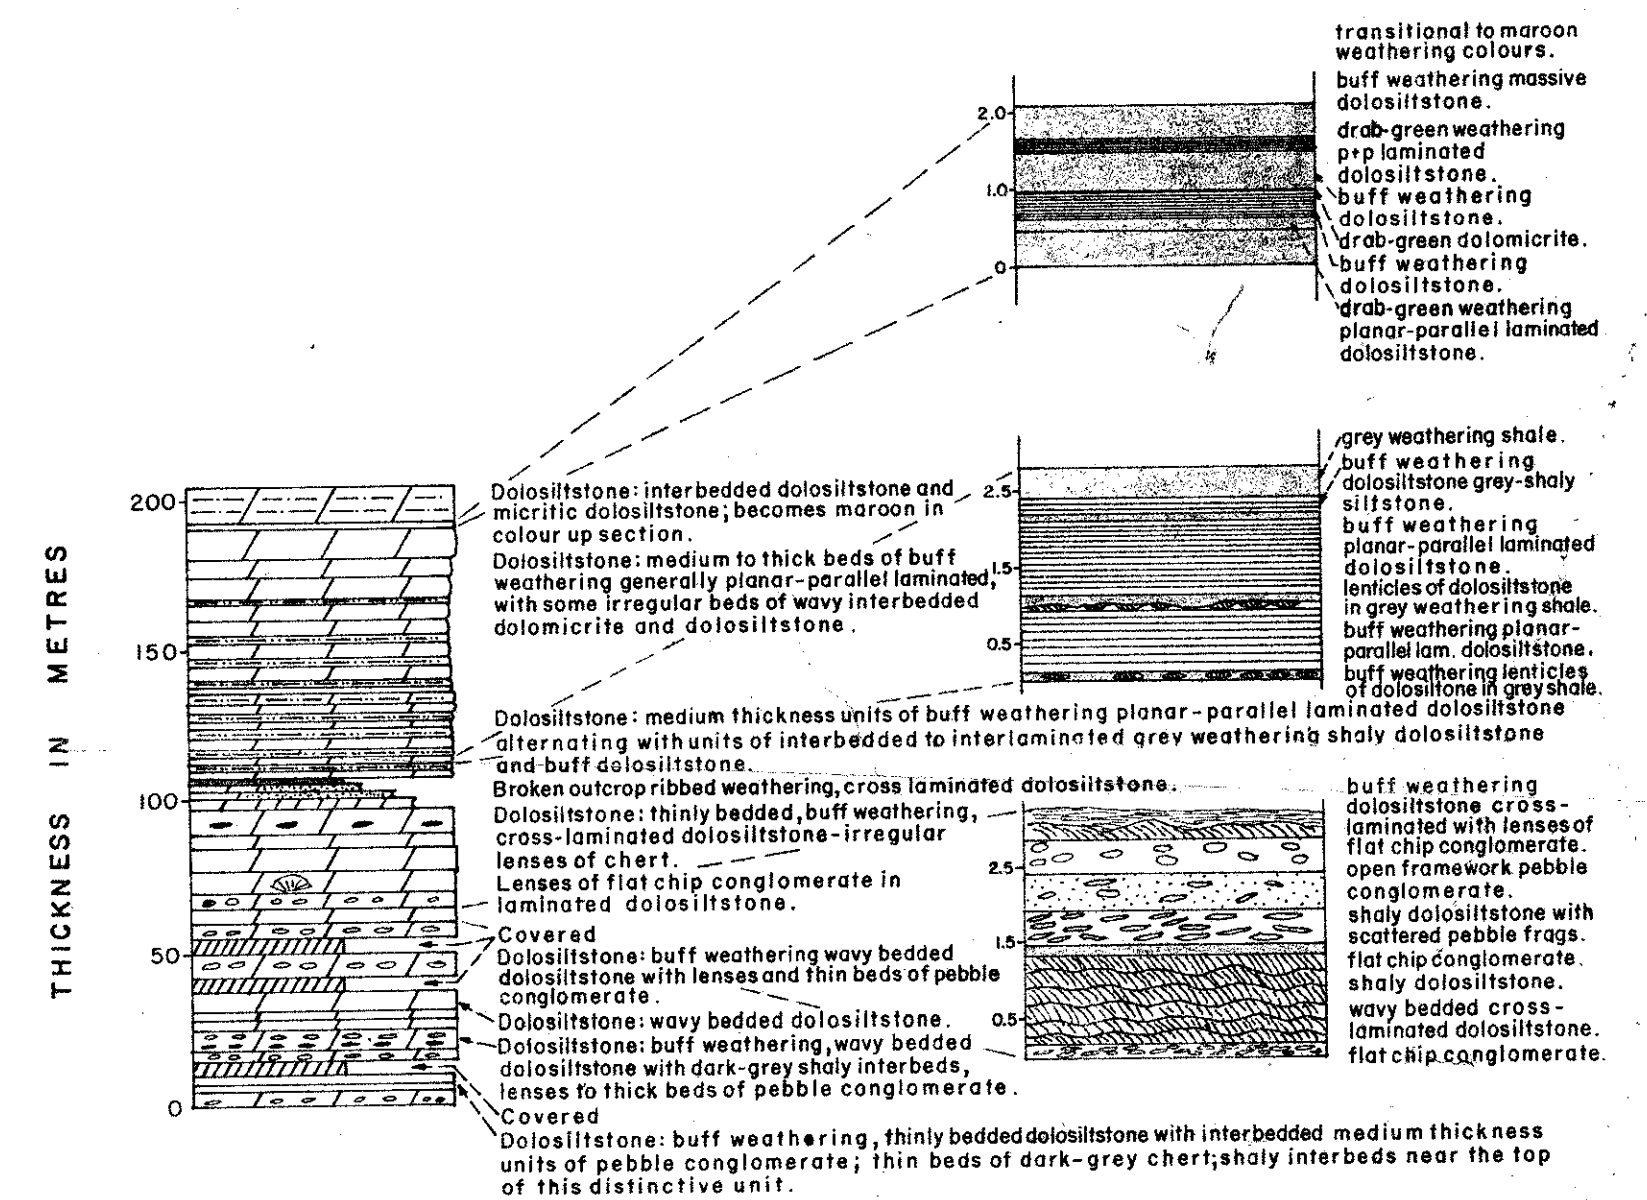 transitional to maroon
weathering colours.
buff weathering massive
dolosiltstone.
drab-green weathering
p+p laminated
dolosiltstone.
buff weathering
dolosiltstone.
drab-green dolomicrite.
buff weathering
dolosiltstone.
drab-green weathering
planar-parallel laminated
dolosiltstone.
2.0
1.0
0
grey weathering shale.
buff weathering
dolosiltstone grey-shaly
siltstone.
buff weathering
planar-parallel laminated
dolosiltstone.
lenticles of dolosiltstone
in grey weathering shale.
buff weathering planar-
parallel lam. dolosiltstone.
buff weathering lenticles
of dolosiltone in grey shale.
2.5
1.5
0.5
THICKNESS IN METRES
200
150
100
50
0
Dolosiltstone: interbedded dolosiltstone and
micritic dolosiltstone; becomes maroon in
colour up section.
Dolosiltstone: medium to thick beds of buff
weathering generally planar-parallel laminated,
with some irregular beds of wavy interbedded
dolomicrite and dolosiltstone.
Dolosiltstone: medium thickness units of buff weathering planar-parallel laminated dolosiltstone
alternating with units of interbedded to interlaminated grey weathering shaly dolosiltstone
and buff dolosiltstone.
Broken outcrop ribbed weathering, cross laminated dolosiltstone.
Dolosiltstone: thinly bedded, buff weathering,
cross-laminated dolosiltstone-irregular
lenses of chert.
Lenses of flat chip conglomerate in
laminated dolosiltstone.
Covered
Dolosiltstone: buff weathering wavy bedded
dolosiltstone with lenses and thin beds of pebble
conglomerate.
Dolosiltstone: wavy bedded dolosiltstone.
Dolosiltstone: buff weathering, wavy bedded
dolosiltstone with dark-grey shaly interbeds,
lenses to thick beds of pebble conglomerate.
Covered
Dolosiltstone: buff weathering, thinly bedded dolosiltstone with interbedded medium thickness
units of pebble conglomerate; thin beds of dark-grey chert; shaly interbeds near the top
of this distinctive unit.
2.5
1.5
0.5
buff weathering
dolosiltstone cross-
laminated with lenses of
flat chip conglomerate.
open framework pebble
conglomerate.
shaly dolosiltstone with
scattered pebble frags.
flat chip conglomerate.
shaly dolosiltstone.
wavy bedded cross-
laminated dolosiltstone.
flat chip conglomerate.